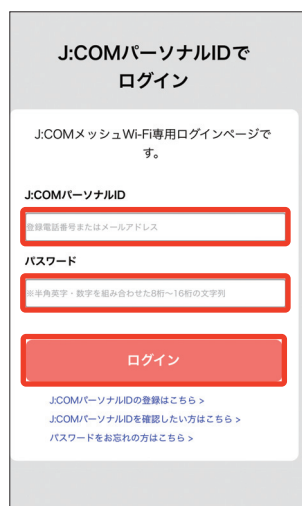 J:COMパーソナルIDで
ログイン
J:COMメッシュWi-Fi専用ログインページで
す。
J:COMパーソナルID
登録電話番号またはメールアドレス
パスワード
※半角英字・数字を組み合わせた8桁〜16桁の文字列
ログイン
J:COMパーソナルIDの登録はこちら >
J:COMパーソナルIDを確認したい方はこちら >
パスワードをお忘れの方はこちら >